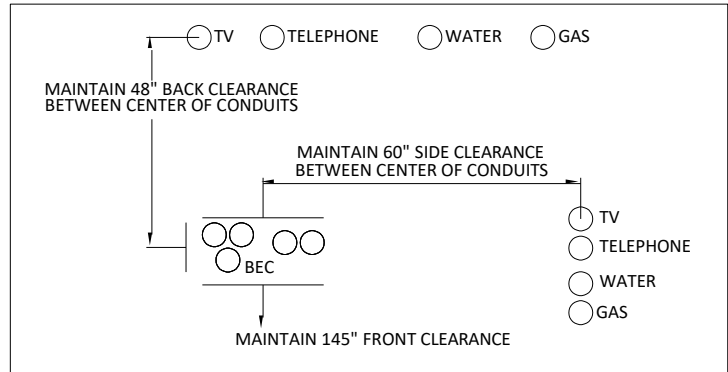 TV
TELEPHONE
WATER
GAS
MAINTAIN 48" BACK CLEARANCE
BETWEEN CENTER OF CONDUITS
MAINTAIN 60" SIDE CLEARANCE
BETWEEN CENTER OF CONDUITS
TV
TELEPHONE
BEC
WATER
GAS
MAINTAIN 145" FRONT CLEARANCE